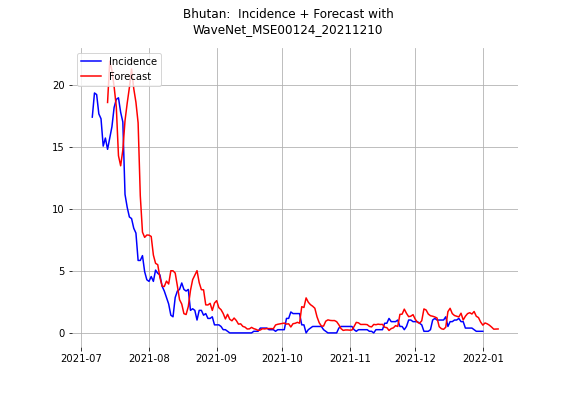 Bhutan:  Incidence + Forecast with
WaveNet_MSE00124_20211210
Incidence
Forecast
20
15
10
5
0
2021-07 2021-08 2021-09 2021-10 2021-11 2021-12 2022-01